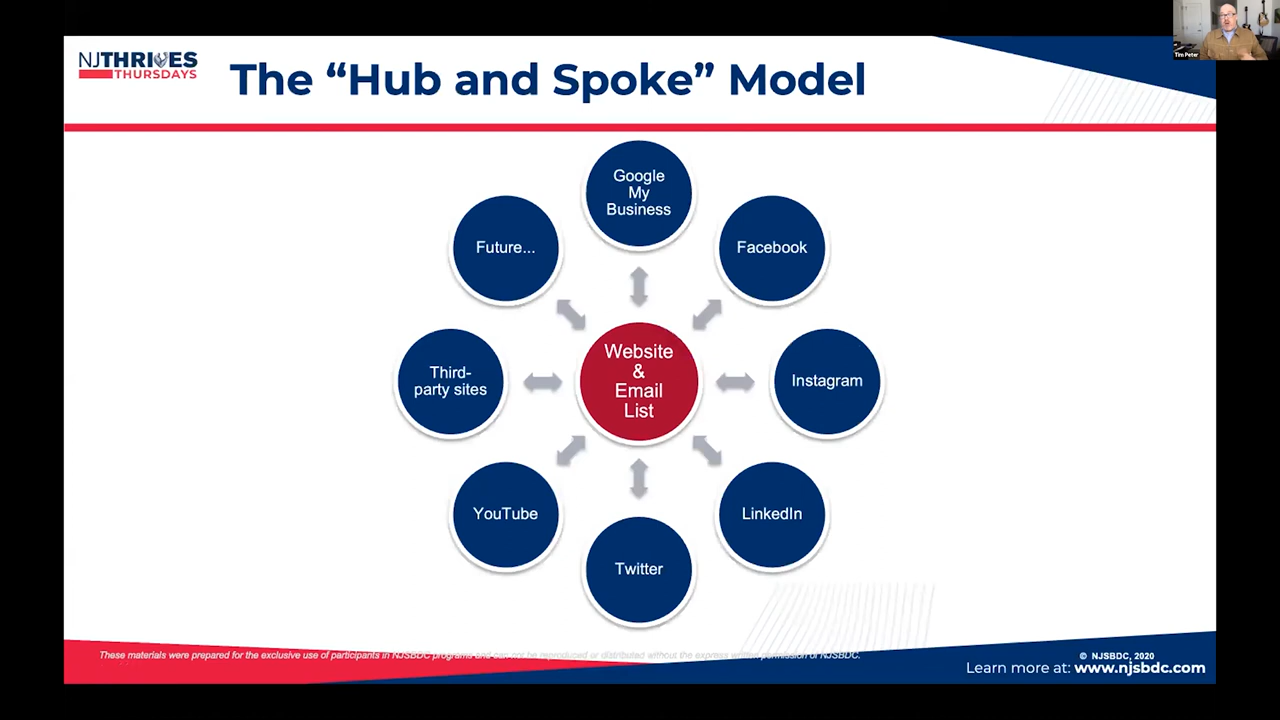 NJTHRIVES
THURSDAYS
The “Hub and Spoke” Model
Tim Peter
Google
My
Business
Future...
Facebook
Third-
party sites
Website
&
Email
List
Instagram
YouTube
LinkedIn
Twitter
These materials were prepared for the exclusive use of participants in NJSBDC programs and can not be reproduced or distributed without the express written permission of NJSBDC.
© NJSBDC, 2020
Learn more at: www.njsbdc.com